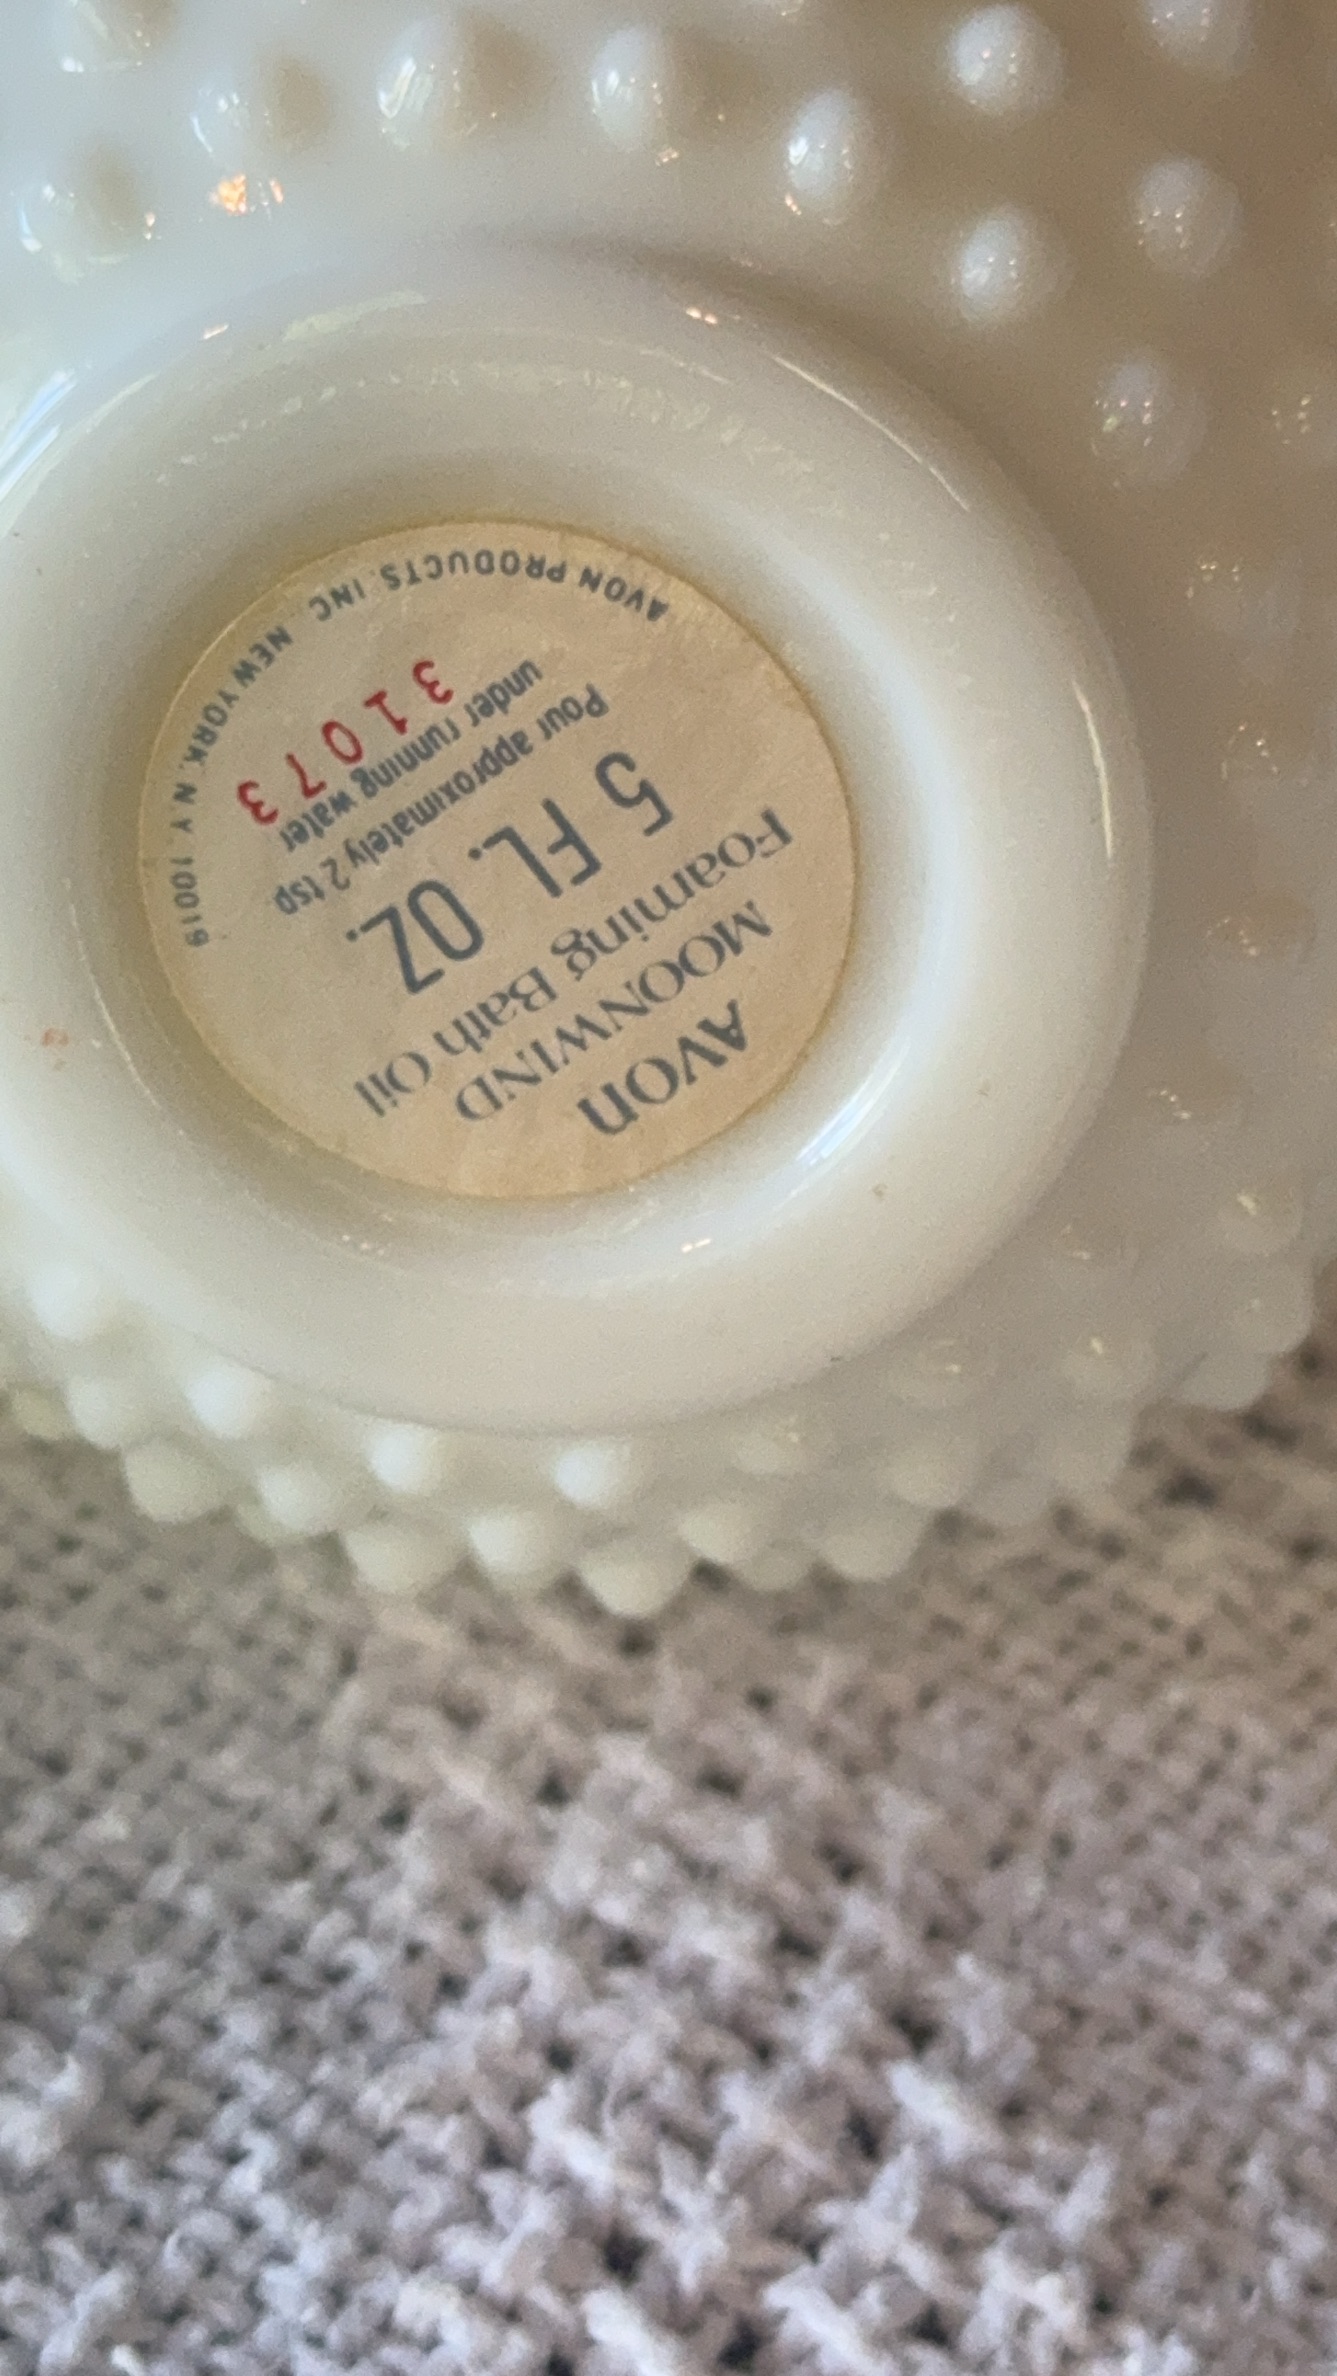 Avon
MOONWIND
Foaming Bath Oil
5 FL. OZ.
Pour approximately 2 tsp
under running water
31073
AVON PRODUCTS, INC., NEW YORK, N.Y. 10019